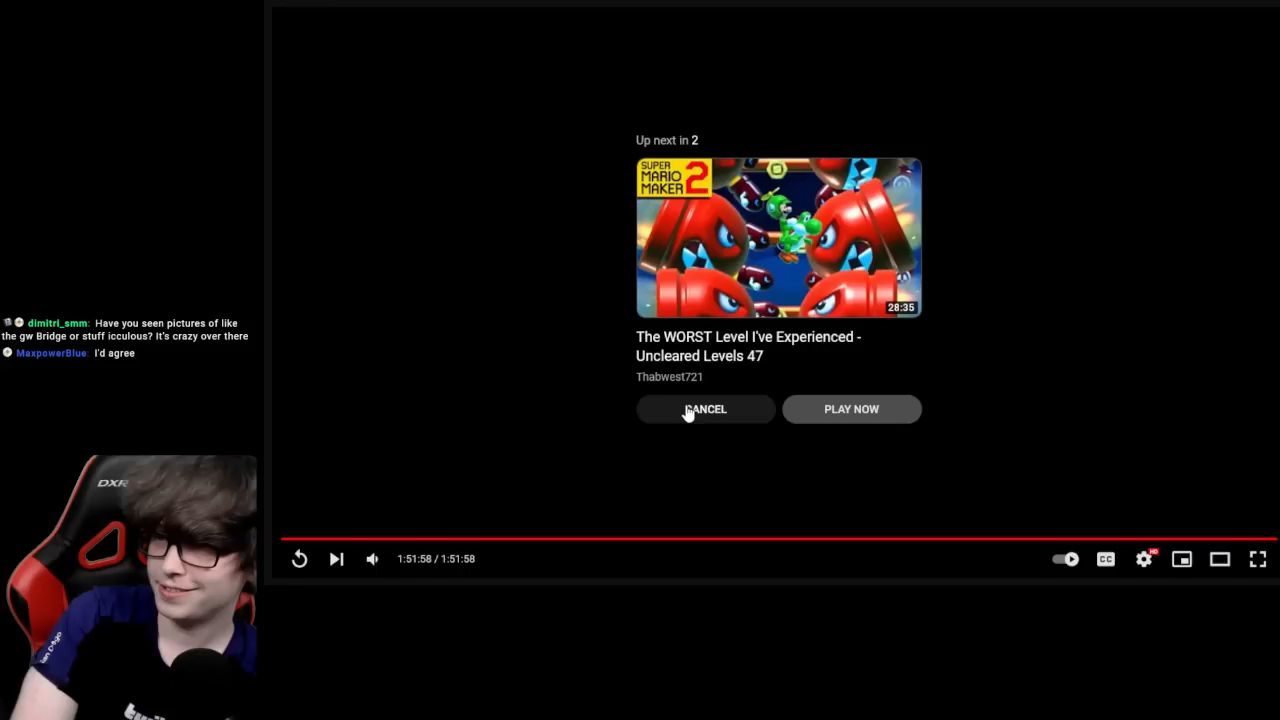 Up next in 2
SUPER
MARIO
MAKER 2
28:35
The WORST Level I've Experienced -
Uncleared Levels 47
Thabwest721
CANCEL
PLAY NOW
dimitri_smm: Have you seen pictures of like
the gw Bridge or stuff icculous? It's crazy over there
MaxpowerBlue: I'd agree
DXR
1:51:58 / 1:51:58
CC
HD